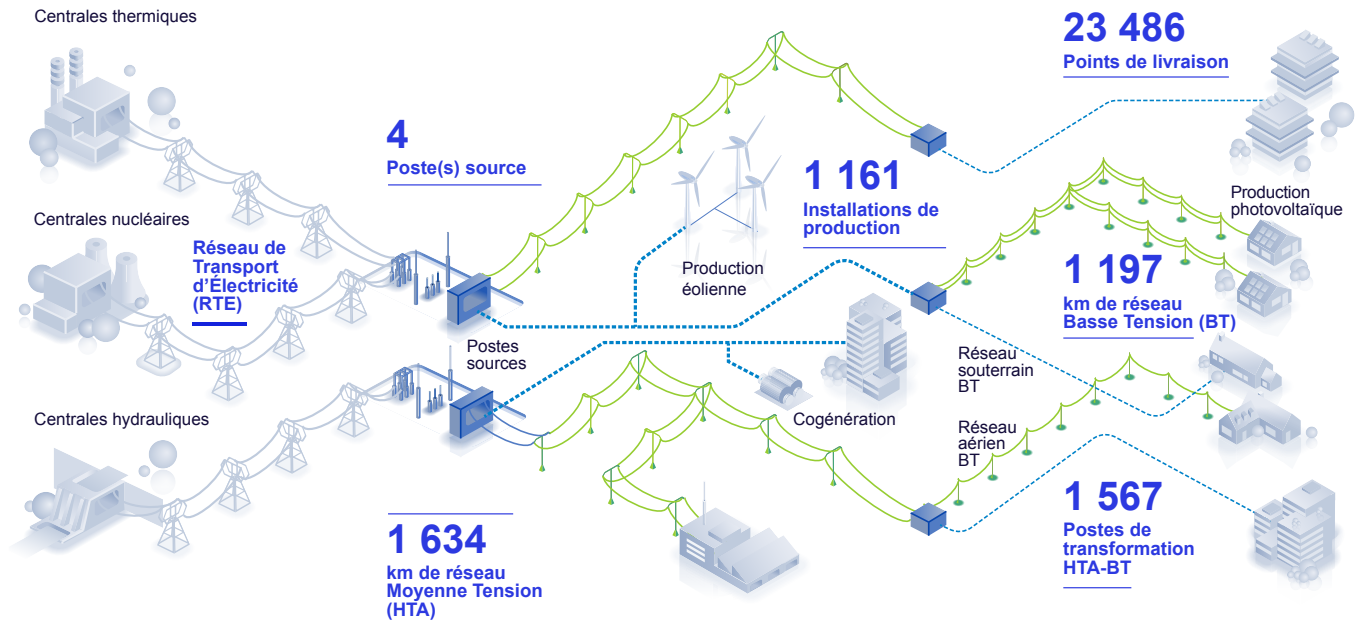 Centrales thermiques
Centrales nucléaires
Réseau de
Transport
d'Électricité
(RTE)
Centrales hydrauliques
4
Poste(s) source
Postes
sources
1 634
km de réseau
Moyenne Tension
(HTA)
Production
éolienne
1 161
Installations de
production
Cogénération
23 486
Points de livraison
Production
photovoltaïque
1 197
km de réseau
Basse Tension (BT)
Réseau
souterrain
BT
Réseau
aérien
BT
1 567
Postes de
transformation
HTA-BT